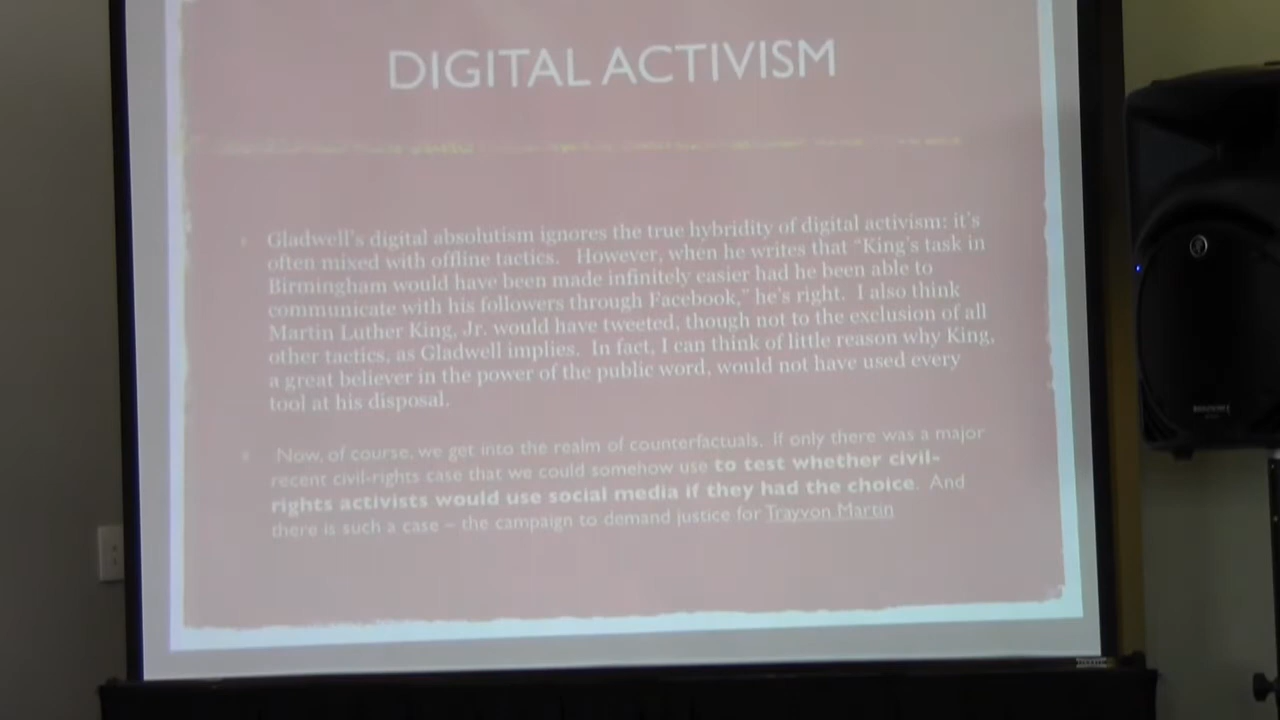 DIGITAL ACTIVISM
Gladwell's digital absolutism ignores the true hybridity of digital activism: it's
often mixed with offline tactics. However, when he writes that "King's task in
Birmingham would have been made infinitely easier had he been able to
communicate with his followers through Facebook," he's right. I also think
Martin Luther King, Jr. would have tweeted, though not to the exclusion of all
other tactics, as Gladwell implies. In fact, I can think of little reason why King,
a great believer in the power of the public word, would not have used every
tool at his disposal.
Now, of course, we get into the realm of counterfactuals. If only there was a major
recent civil-rights case that we could somehow use to test whether civil-
rights activists would use social media if they had the choice. And
there is such a case – the campaign to demand justice for Trayvon Martin